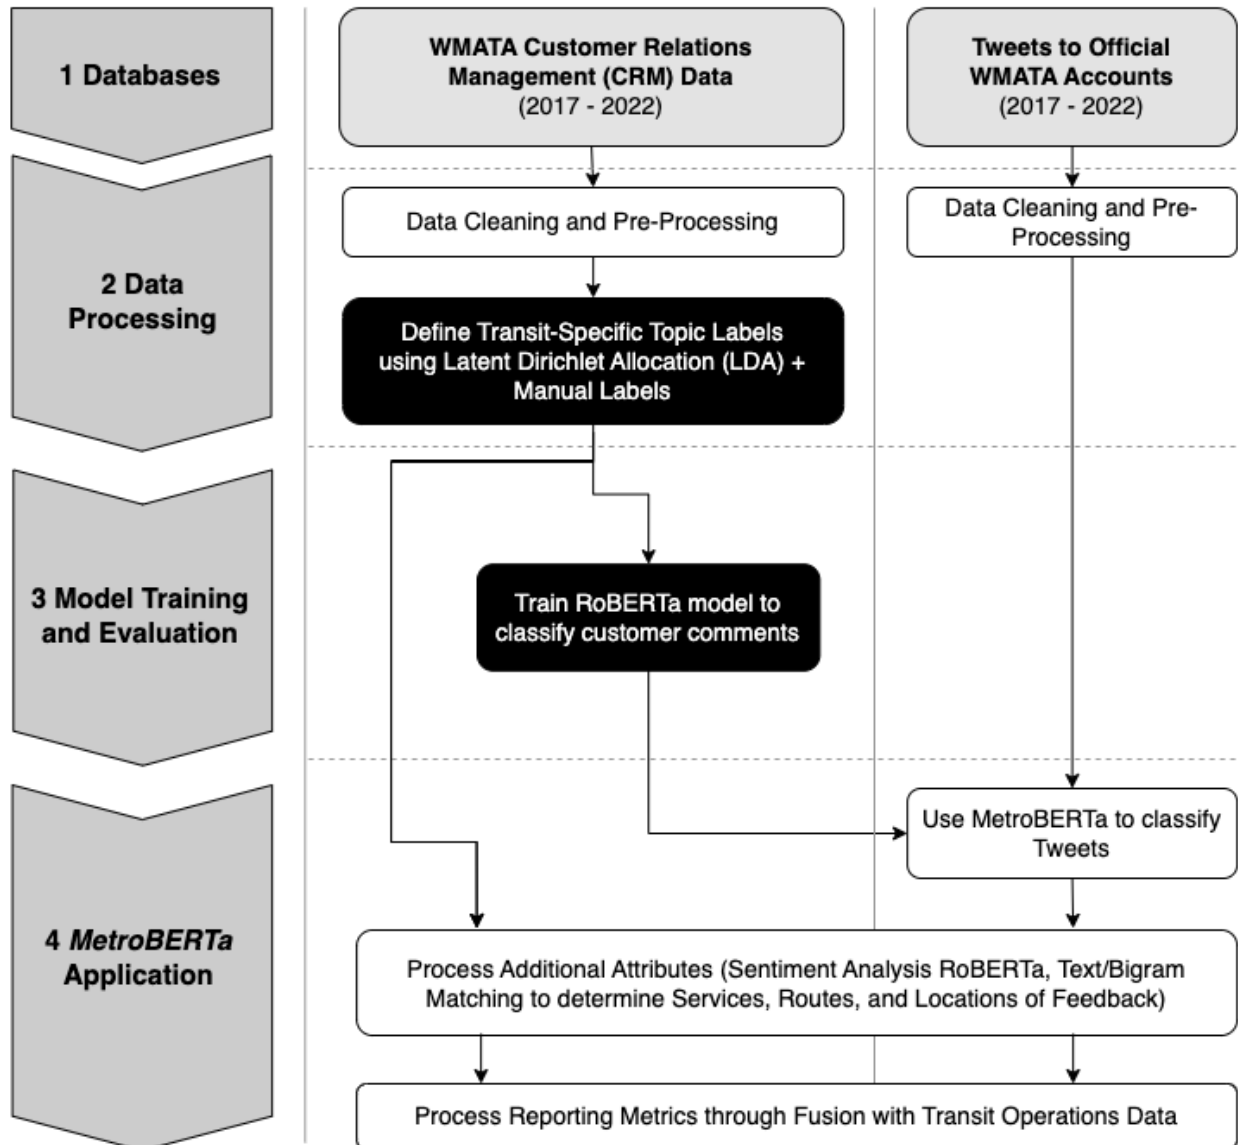 1 Databases
WMATA Customer Relations
Management (CRM) Data
(2017 - 2022)
Tweets to Official
WMATA Accounts
(2017 - 2022)
2 Data
Processing
Data Cleaning and Pre-Processing
Data Cleaning and Pre-
Processing
Define Transit-Specific Topic Labels
using Latent Dirichlet Allocation (LDA) +
Manual Labels
3 Model Training
and Evaluation
Train RoBERTa model to
classify customer comments
4 MetroBERTa
Application
Use MetroBERTa to classify
Tweets
Process Additional Attributes (Sentiment Analysis RoBERTa, Text/Bigram
Matching to determine Services, Routes, and Locations of Feedback)
Process Reporting Metrics through Fusion with Transit Operations Data